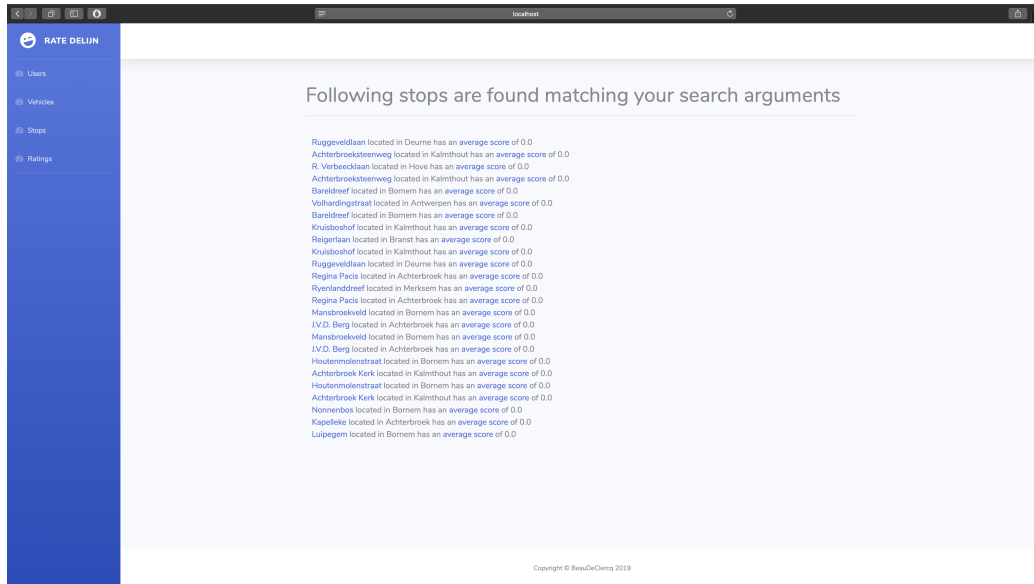 localhost
RATE DELIJN
Users
Vehicles
Stops
Ratings
Following stops are found matching your search arguments
Ruggeveldlaan located in Deurne has an average score of 0.0
Achterbroeksteenweg located in Kalmthout has an average score of 0.0
R. Verbeecklaan located in Hove has an average score of 0.0
Achterbroeksteenweg located in Kalmthout has an average score of 0.0
Bareldreef located in Bornem has an average score of 0.0
Volhardingstraat located in Antwerpen has an average score of 0.0
Bareldreef located in Bornem has an average score of 0.0
Kruisboshof located in Kalmthout has an average score of 0.0
Reigerlaan located in Branst has an average score of 0.0
Kruisboshof located in Kalmthout has an average score of 0.0
Ruggeveldlaan located in Deurne has an average score of 0.0
Regina Pacis located in Achterbroek has an average score of 0.0
Ryenlanddreef located in Merksem has an average score of 0.0
Regina Pacis located in Achterbroek has an average score of 0.0
Mansbroekveld located in Bornem has an average score of 0.0
J.V.D. Berg located in Achterbroek has an average score of 0.0
Mansbroekveld located in Bornem has an average score of 0.0
J.V.D. Berg located in Achterbroek has an average score of 0.0
Houtenmolenstraat located in Bornem has an average score of 0.0
Achterbroek Kerk located in Kalmthout has an average score of 0.0
Houtenmolenstraat located in Bornem has an average score of 0.0
Achterbroek Kerk located in Kalmthout has an average score of 0.0
Nonnenbos located in Bornem has an average score of 0.0
Kapelleke located in Achterbroek has an average score of 0.0
Luipegem located in Bornem has an average score of 0.0
Copyright © BeauDeClercq 2019